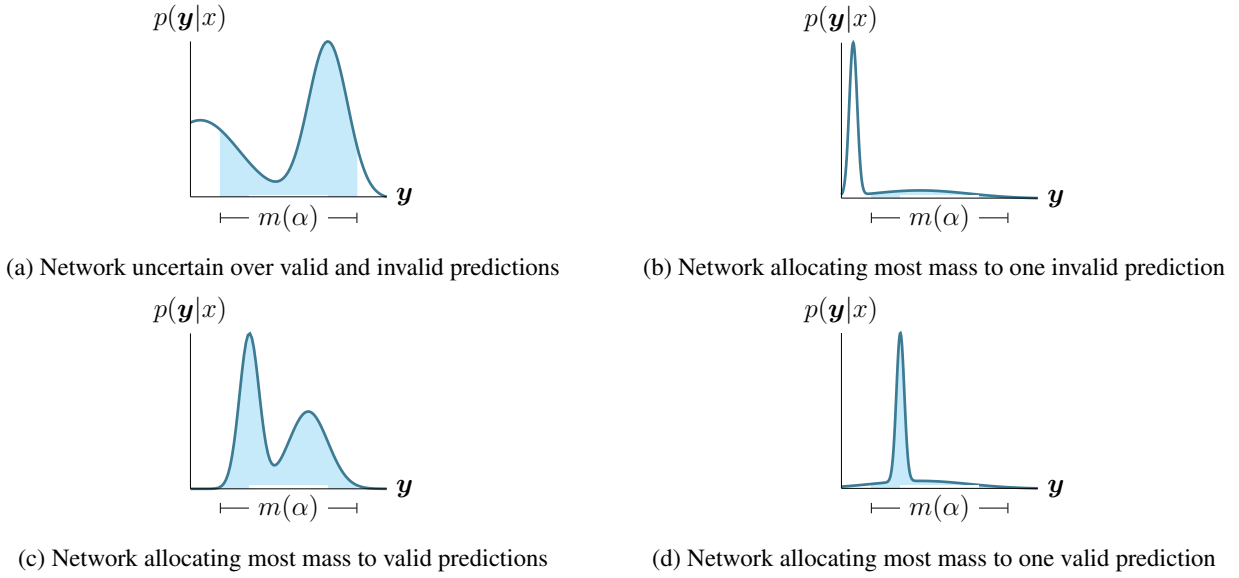 p(y|x)
y
m(α)
(a) Network uncertain over valid and invalid predictions
p(y|x)
y
m(α)
(b) Network allocating most mass to one invalid prediction
p(y|x)
y
m(α)
(c) Network allocating most mass to valid predictions
p(y|x)
y
m(α)
(d) Network allocating most mass to one valid prediction